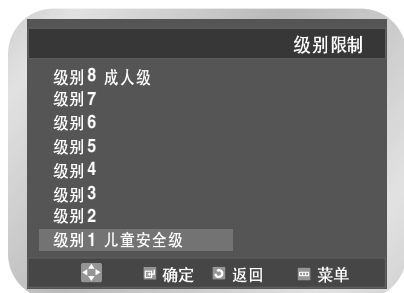 级别限制
级别8 成人级
级别7
级别6
级别5
级别4
级别3
级别2
级别1 儿童安全级
确定 返回 菜单